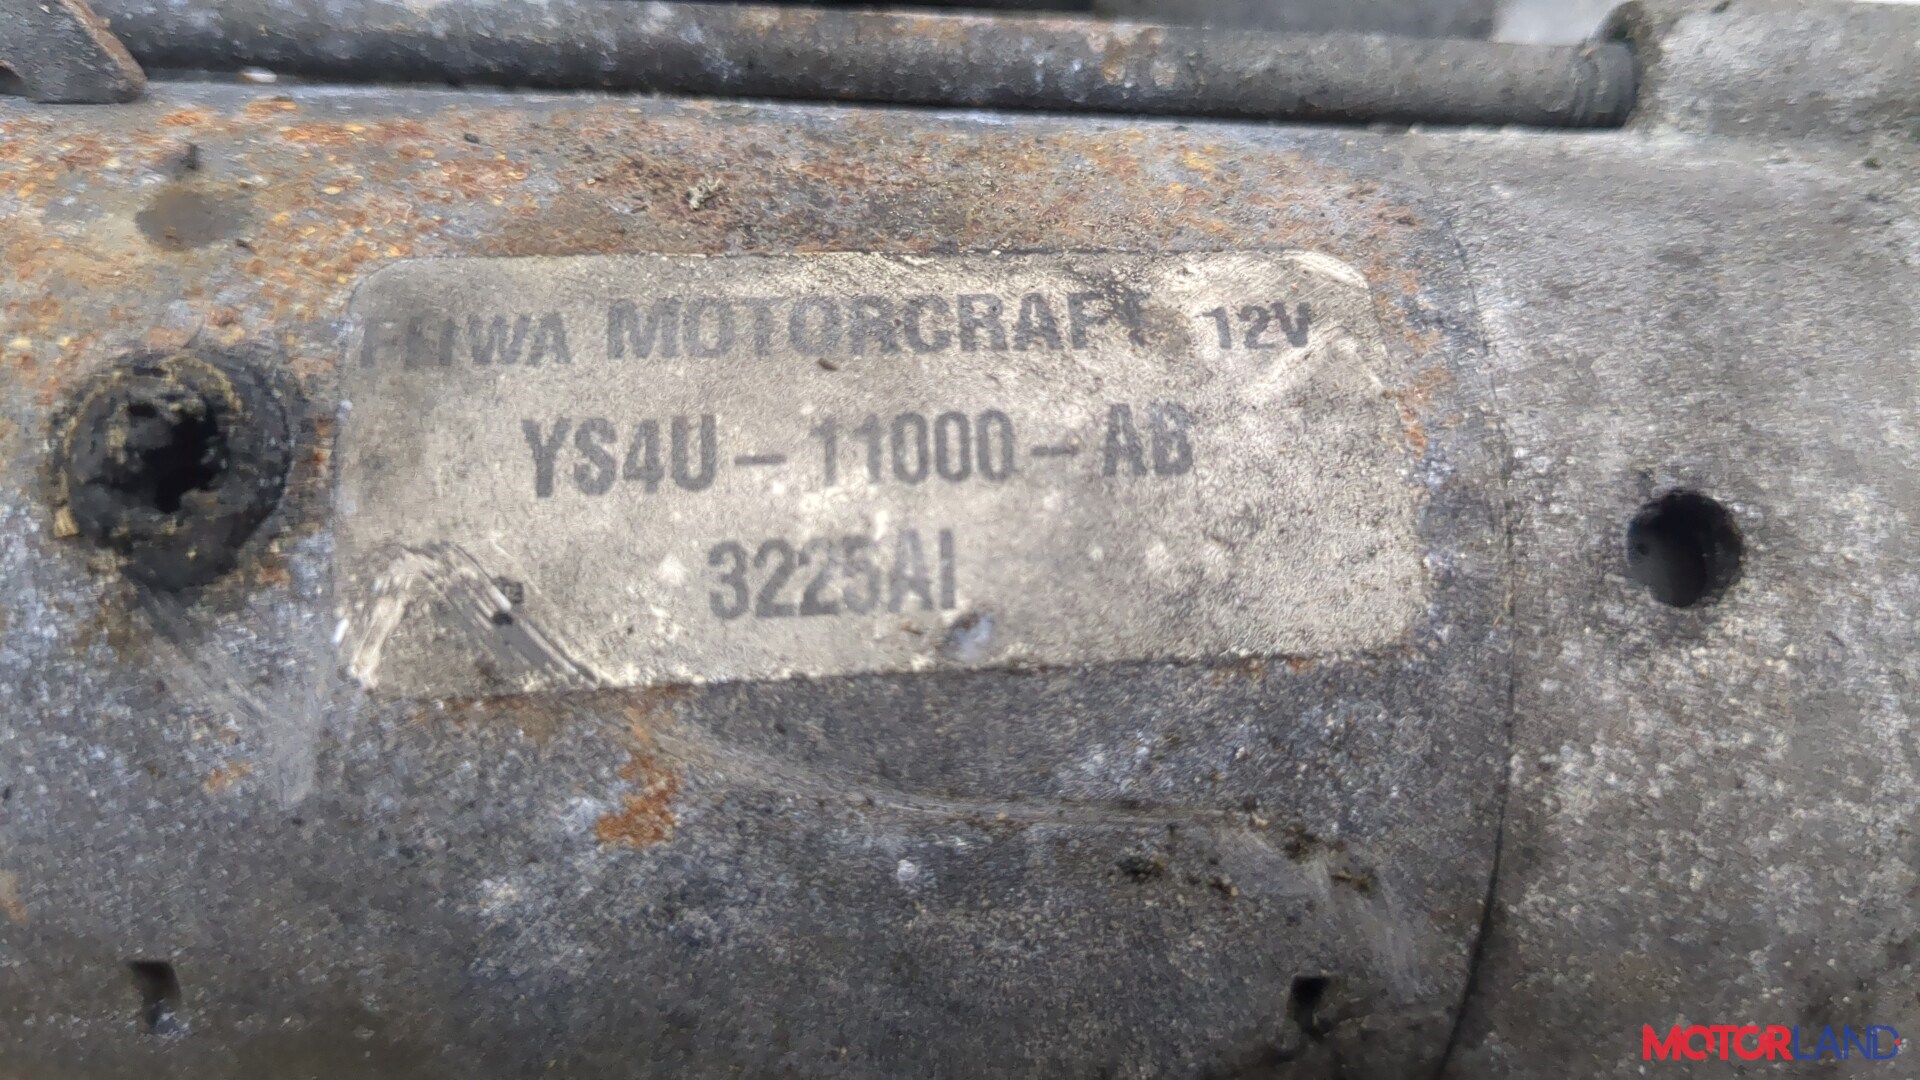 MOTORCRAFT 12V
YS4U-11000-AB
3225AI
MOTORLAND